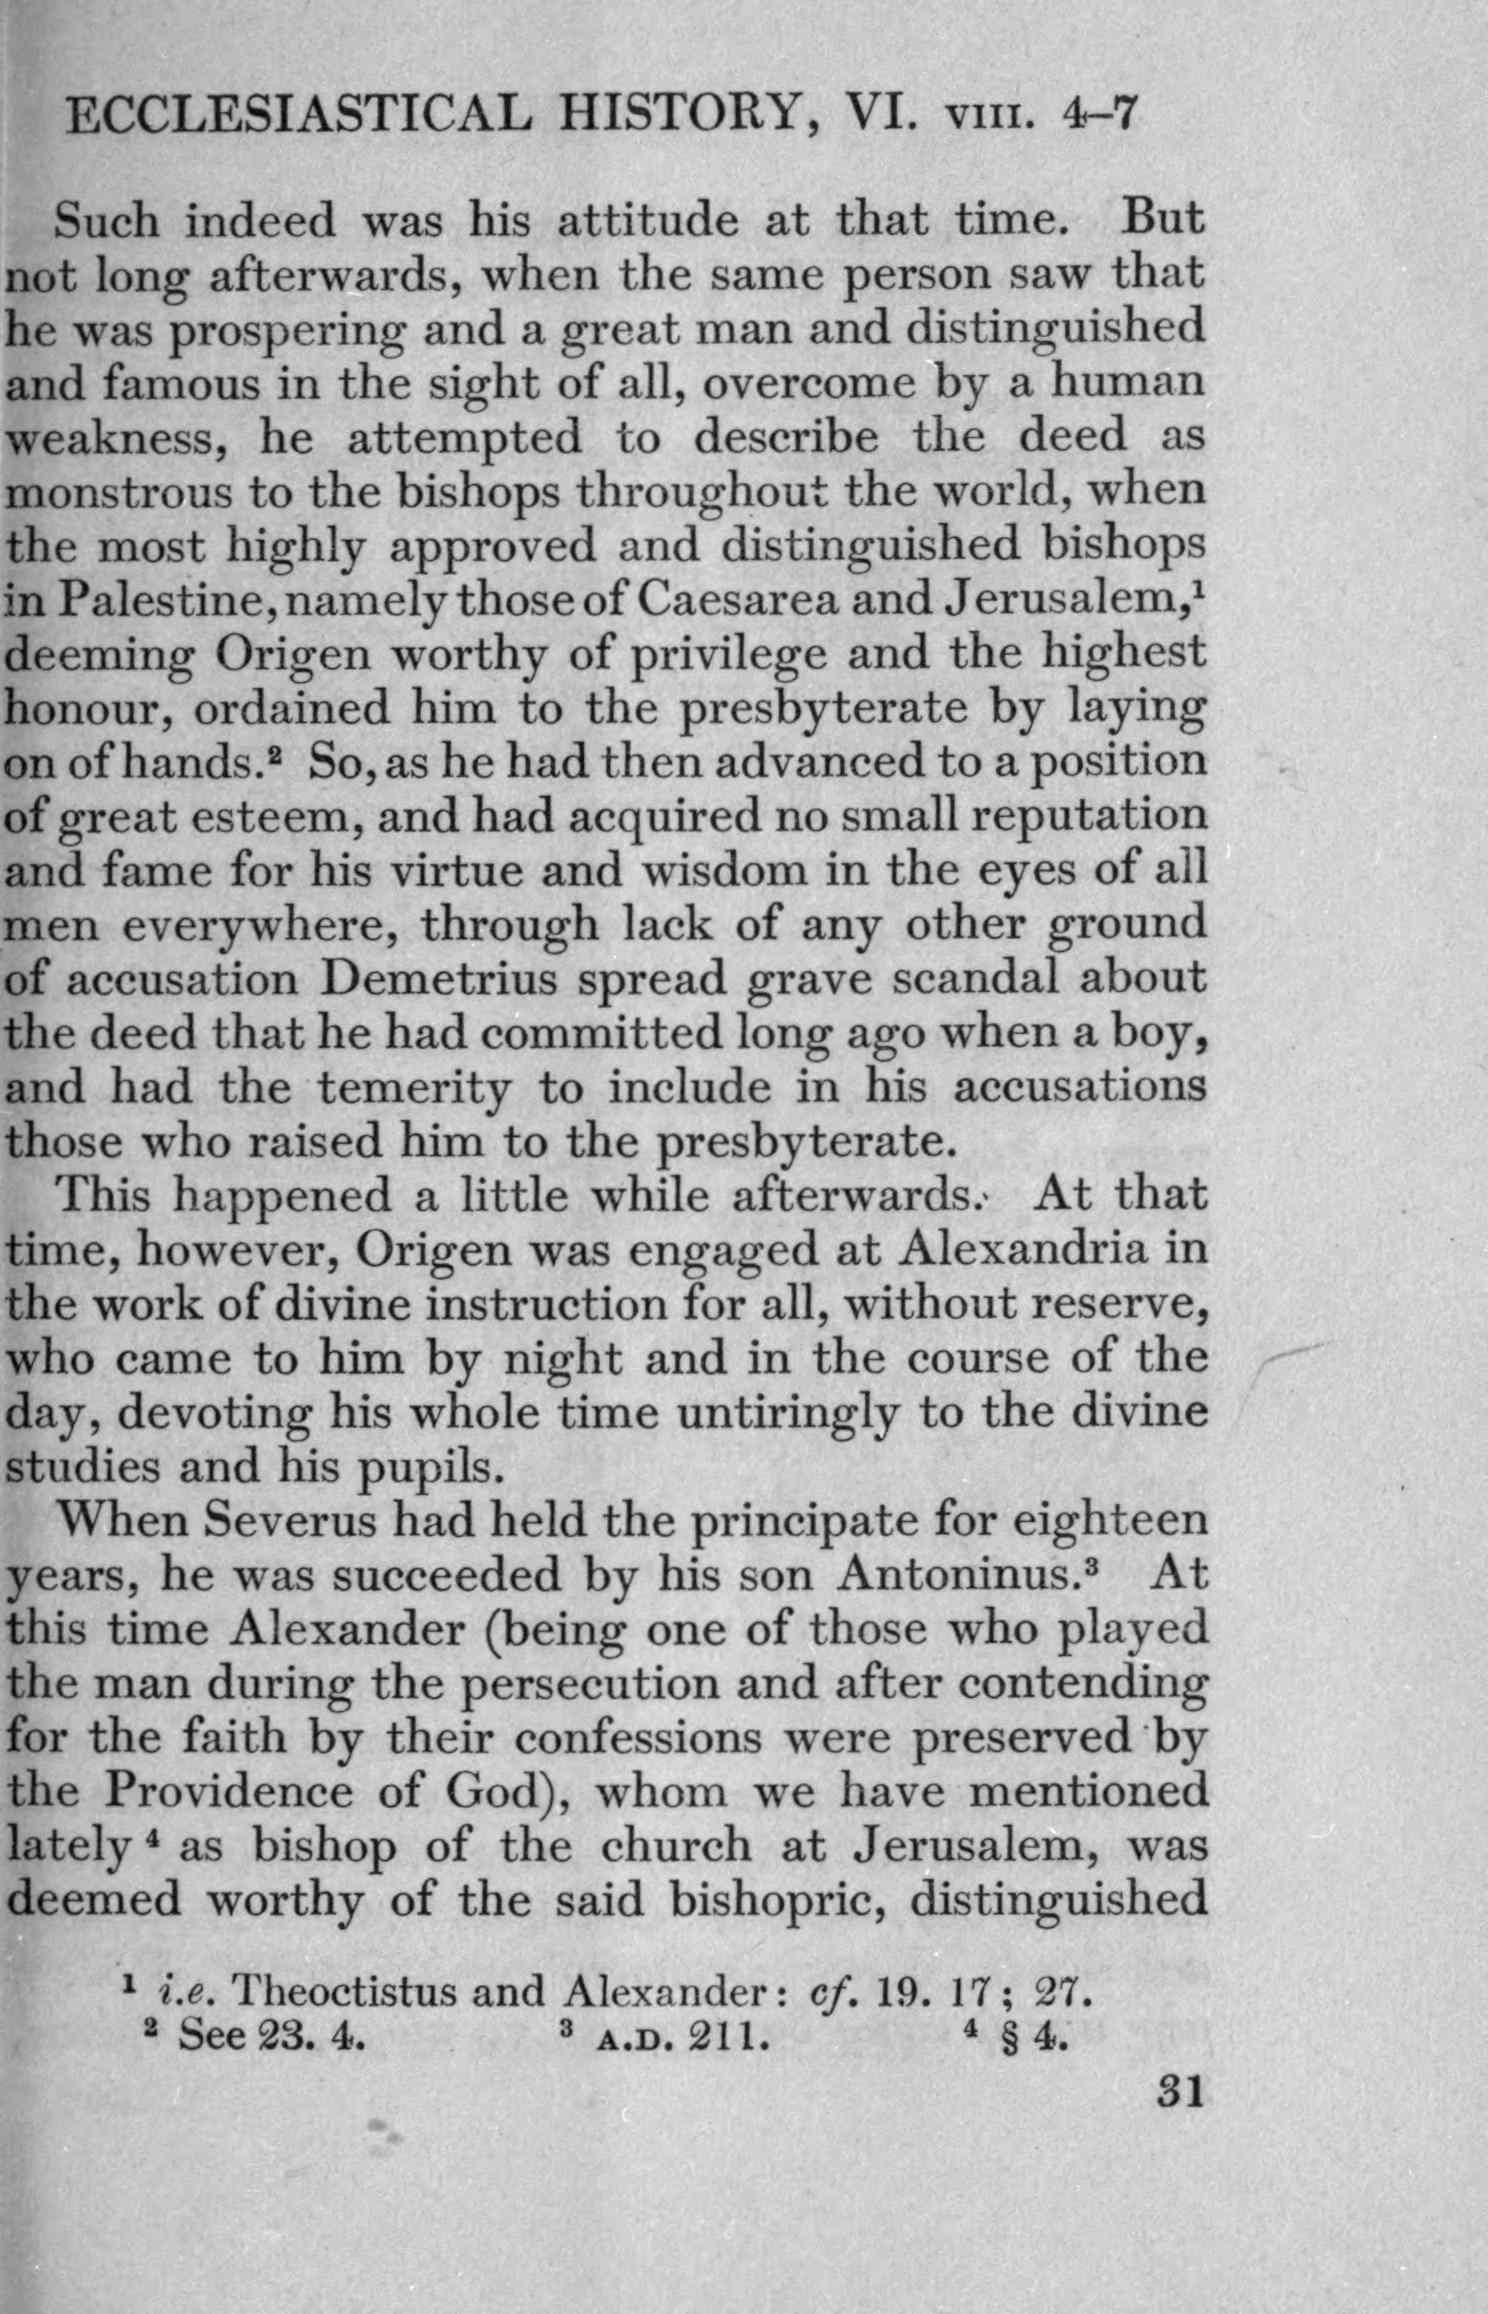 ECCLESIASTICAL HISTORY, VI. VIII. 4–7
Such indeed was his attitude at that time. But
not long afterwards, when the same person saw that
he was prospering and a great man and distinguished
and famous in the sight of all, overcome by a human
weakness, he attempted to describe the deed as
monstrous to the bishops throughout the world, when
the most highly approved and distinguished bishops
in Palestine, namely those of Caesarea and Jerusalem,¹
deeming Origen worthy of privilege and the highest
honour, ordained him to the presbyterate by laying
on of hands.² So, as he had then advanced to a position
of great esteem, and had acquired no small reputation
and fame for his virtue and wisdom in the eyes of all
men everywhere, through lack of any other ground
of accusation Demetrius spread grave scandal about
the deed that he had committed long ago when a boy,
and had the temerity to include in his accusations
those who raised him to the presbyterate.
This happened a little while afterwards. At that
time, however, Origen was engaged at Alexandria in
the work of divine instruction for all, without reserve,
who came to him by night and in the course of the
day, devoting his whole time untiringly to the divine
studies and his pupils.
When Severus had held the principate for eighteen
years, he was succeeded by his son Antoninus.³ At
this time Alexander (being one of those who played
the man during the persecution and after contending
for the faith by their confessions were preserved by
the Providence of God), whom we have mentioned
lately ⁴ as bishop of the church at Jerusalem, was
deemed worthy of the said bishopric, distinguished
¹ i.e. Theoctistus and Alexander: cf. 19. 17; 27.
² See 23. 4. ³ A.D. 211. ⁴ § 4.
31